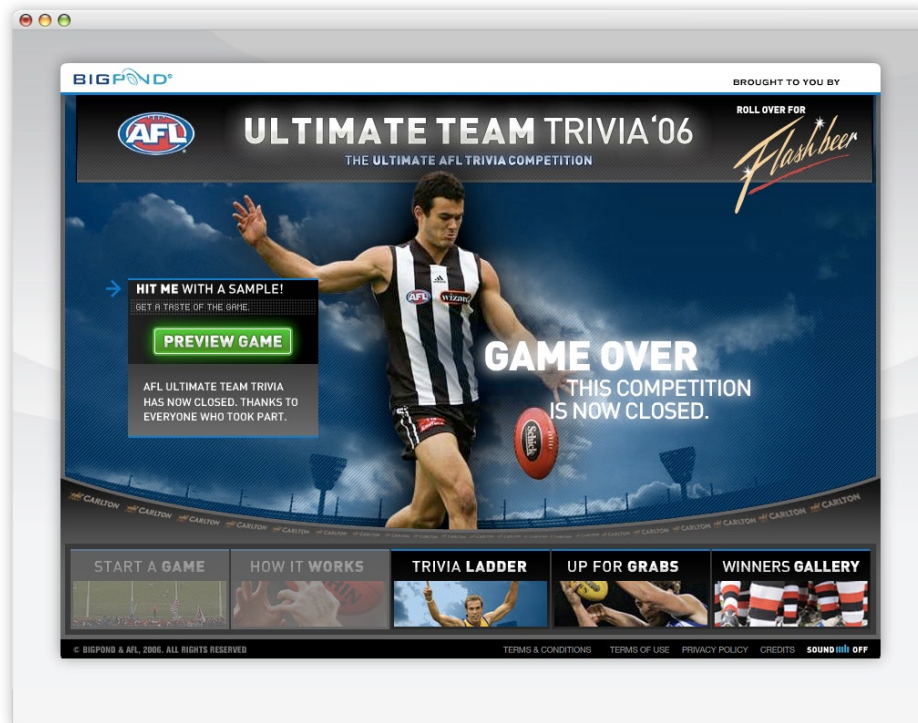 BIGPOND
BROUGHT TO YOU BY
AFL
ULTIMATE TEAM TRIVIA '06
THE ULTIMATE AFL TRIVIA COMPETITION
ROLL OVER FOR
Flash beer
HIT ME WITH A SAMPLE!
GET A TASTE OF THE GAME.
PREVIEW GAME
AFL ULTIMATE TEAM TRIVIA
HAS NOW CLOSED. THANKS TO
EVERYONE WHO TOOK PART.
AFL wizard
GAME OVER
THIS COMPETITION
IS NOW CLOSED.
Schick
CARLTON CARLTON CARLTON CARLTON CARLTON CARLTON CARLTON CARLTON CARLTON
START A GAME
HOW IT WORKS
TRIVIA LADDER
UP FOR GRABS
WINNERS GALLERY
© BIGPOND & AFL, 2006. ALL RIGHTS RESERVED
TERMS & CONDITIONS TERMS OF USE PRIVACY POLICY CREDITS SOUND OFF